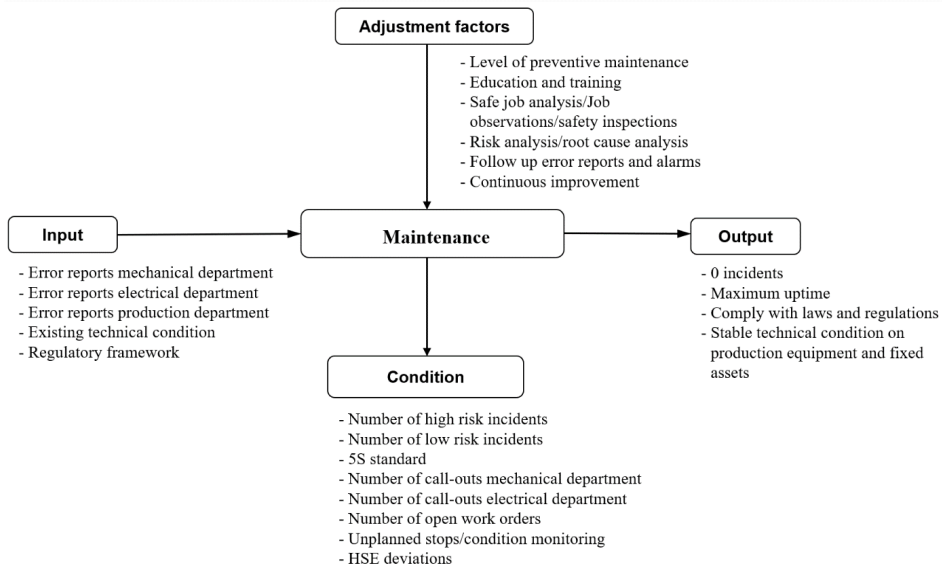 Adjustment factors
- Level of preventive maintenance
- Education and training
- Safe job analysis/Job
observations/safety inspections
- Risk analysis/root cause analysis
- Follow up error reports and alarms
- Continuous improvement
Input
- Error reports mechanical department
- Error reports electrical department
- Error reports production department
- Existing technical condition
- Regulatory framework
Maintenance
Output
- 0 incidents
- Maximum uptime
- Comply with laws and regulations
- Stable technical condition on
production equipment and fixed
assets
Condition
- Number of high risk incidents
- Number of low risk incidents
- 5S standard
- Number of call-outs mechanical department
- Number of call-outs electrical department
- Number of open work orders
- Unplanned stops/condition monitoring
- HSE deviations